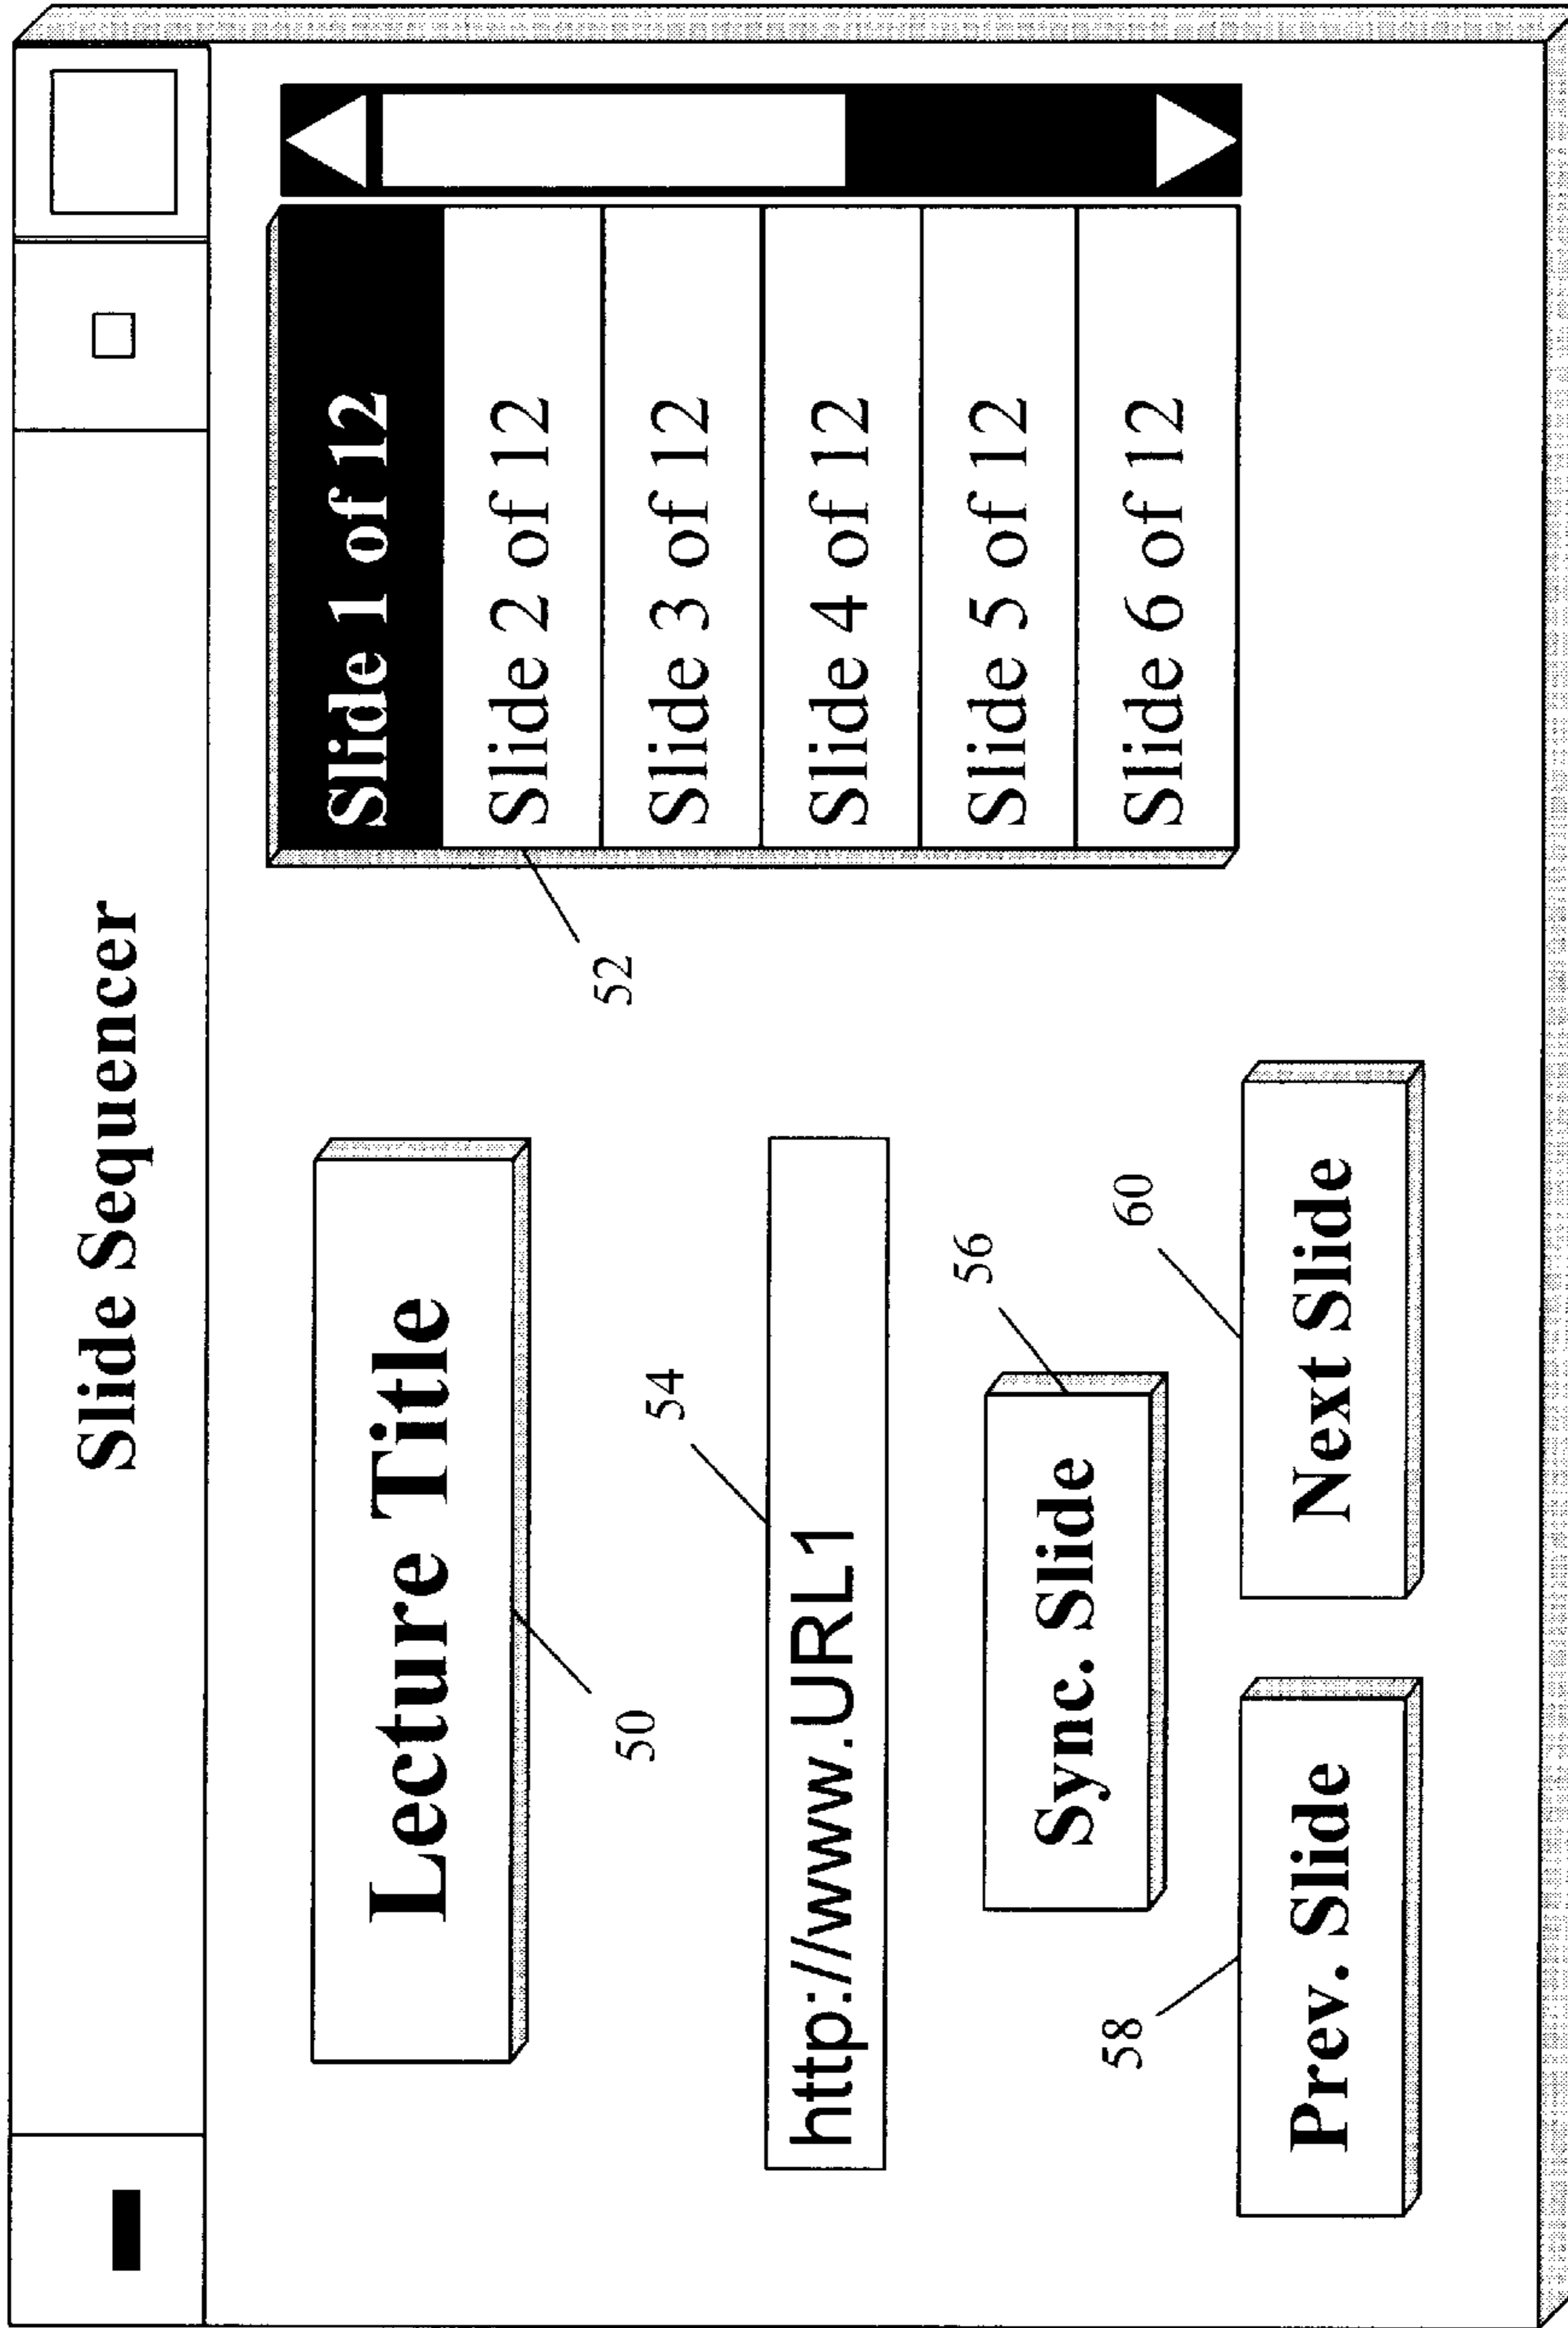 Slide Sequencer
Lecture Title
50
http://www.URL1
54
Sync. Slide
56
Prev. Slide
58
Next Slide
60
Slide 1 of 12
Slide 2 of 12
Slide 3 of 12
Slide 4 of 12
Slide 5 of 12
Slide 6 of 12
52